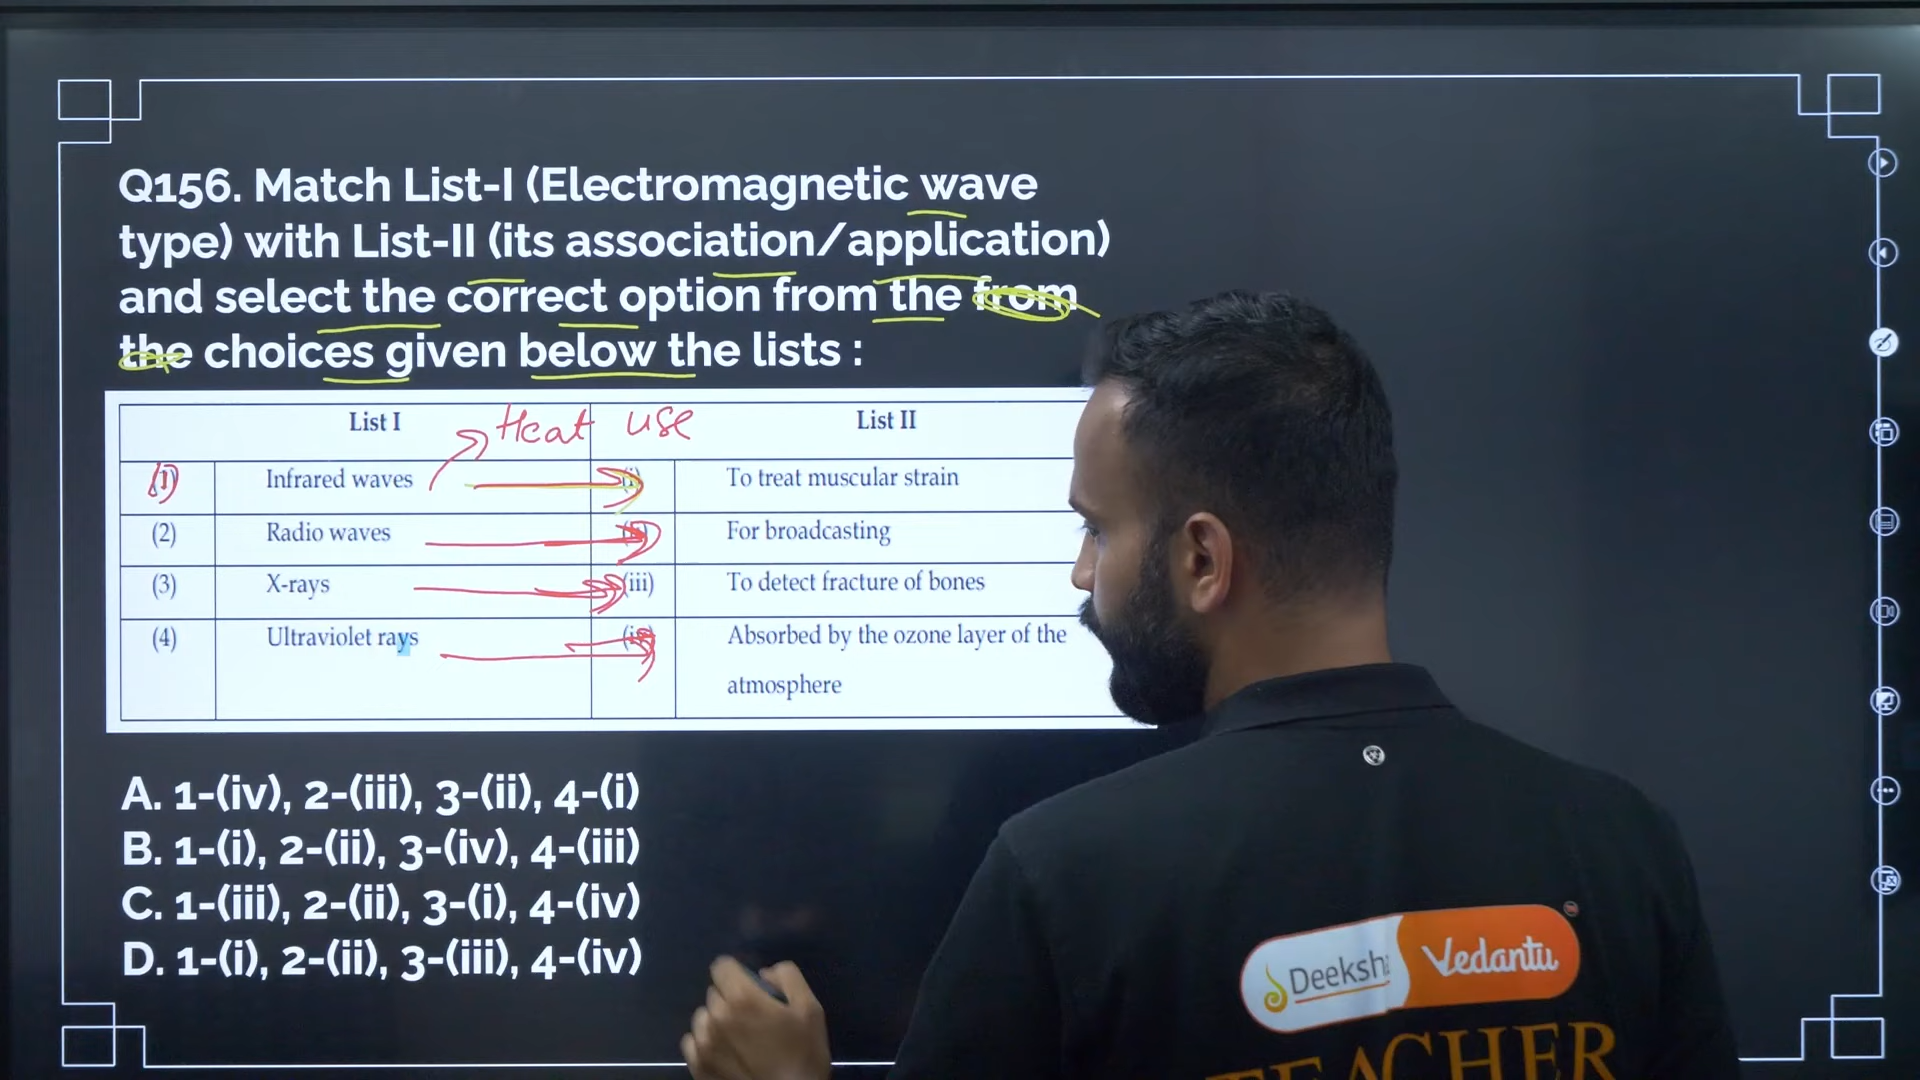 Q156. Match List-I (Electromagnetic wave
type) with List-II (its association/application)
and select the correct option from the from
the choices given below the lists :
List I
Heat use
List II
(1) Infrared waves (i) To treat muscular strain
(2) Radio waves For broadcasting
(3) X-rays (iii) To detect fracture of bones
(4) Ultraviolet rays Absorbed by the ozone layer of the
atmosphere
A. 1-(iv), 2-(iii), 3-(ii), 4-(i)
B. 1-(i), 2-(ii), 3-(iv), 4-(iii)
C. 1-(iii), 2-(ii), 3-(i), 4-(iv)
D. 1-(i), 2-(ii), 3-(iii), 4-(iv)
Deeksha Vedantu
TEACHER